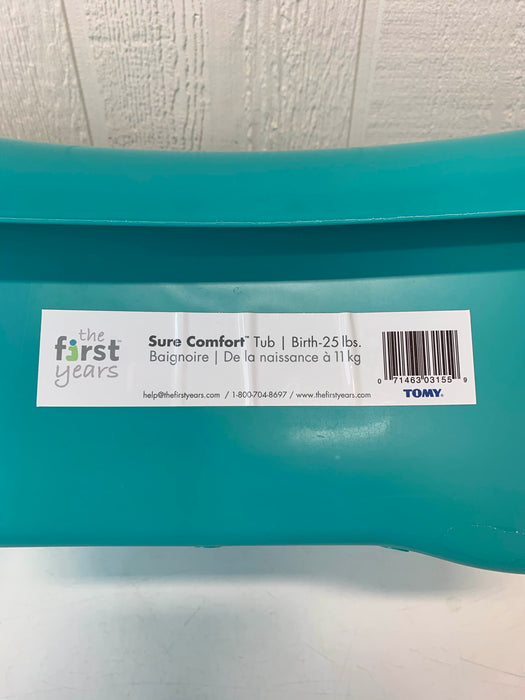 the
first™
years
Sure Comfort™ Tub | Birth-25 lbs.
Baignoire | De la naissance à 11 kg
help@thefirstyears.com / 1-800-704-8697 / www.thefirstyears.com
0 71463 03155 9
TOMY®